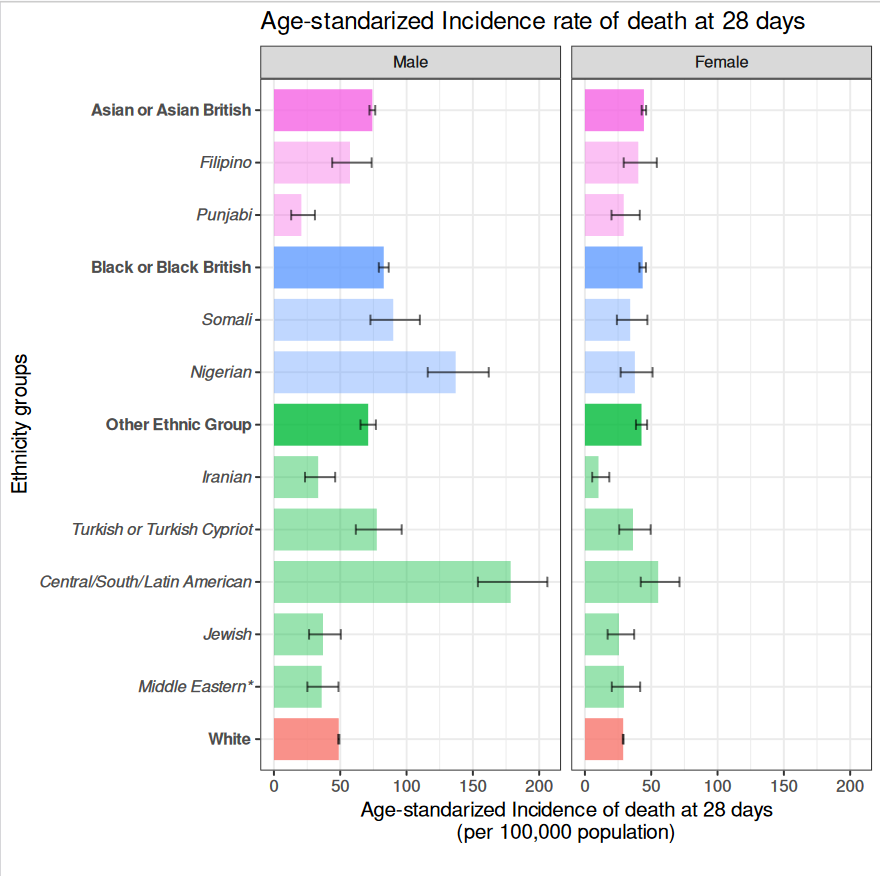 Age-standarized Incidence rate of death at 28 days
Male
Female
Ethnicity groups
Asian or Asian British
Filipino
Punjabi
Black or Black British
Somali
Nigerian
Other Ethnic Group
Iranian
Turkish or Turkish Cypriot
Central/South/Latin American
Jewish
Middle Eastern*
White
0 50 100 150 200
0 50 100 150 200
Age-standarized Incidence of death at 28 days
(per 100,000 population)